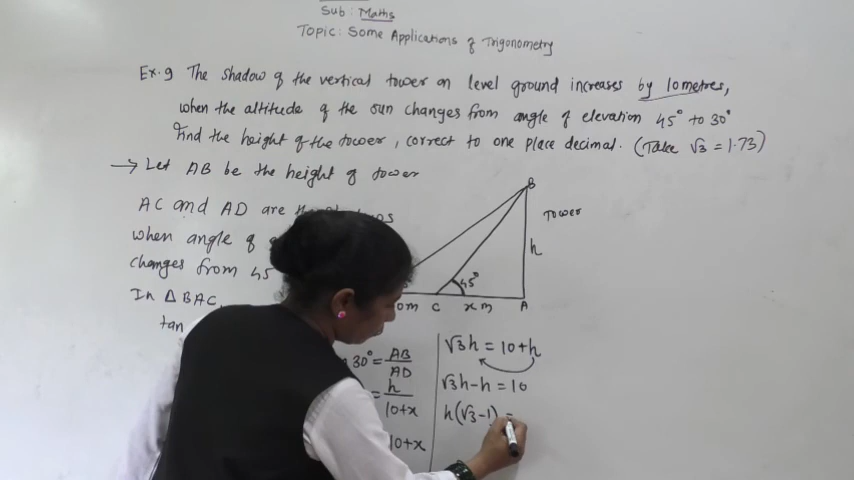 Sub: Maths
Topic: Some Applications of Trigonometry
Ex.9 The shadow of the vertical tower on level ground increases by 10 metres,
when the altitude of the sun changes from angle of elevation 45° to 30°
Find the height of the tower, correct to one place decimal. (Take √3 = 1.73)
→ Let AB be the height of tower
AC and AD are
when angle of
changes from 45
In △ BAC,
tan
B
Tower
h
45°
0m C x m A
30° = AB/AD
= h/10+x
10+x
√3h = 10+h
√3h-h = 10
h(√3-1) =